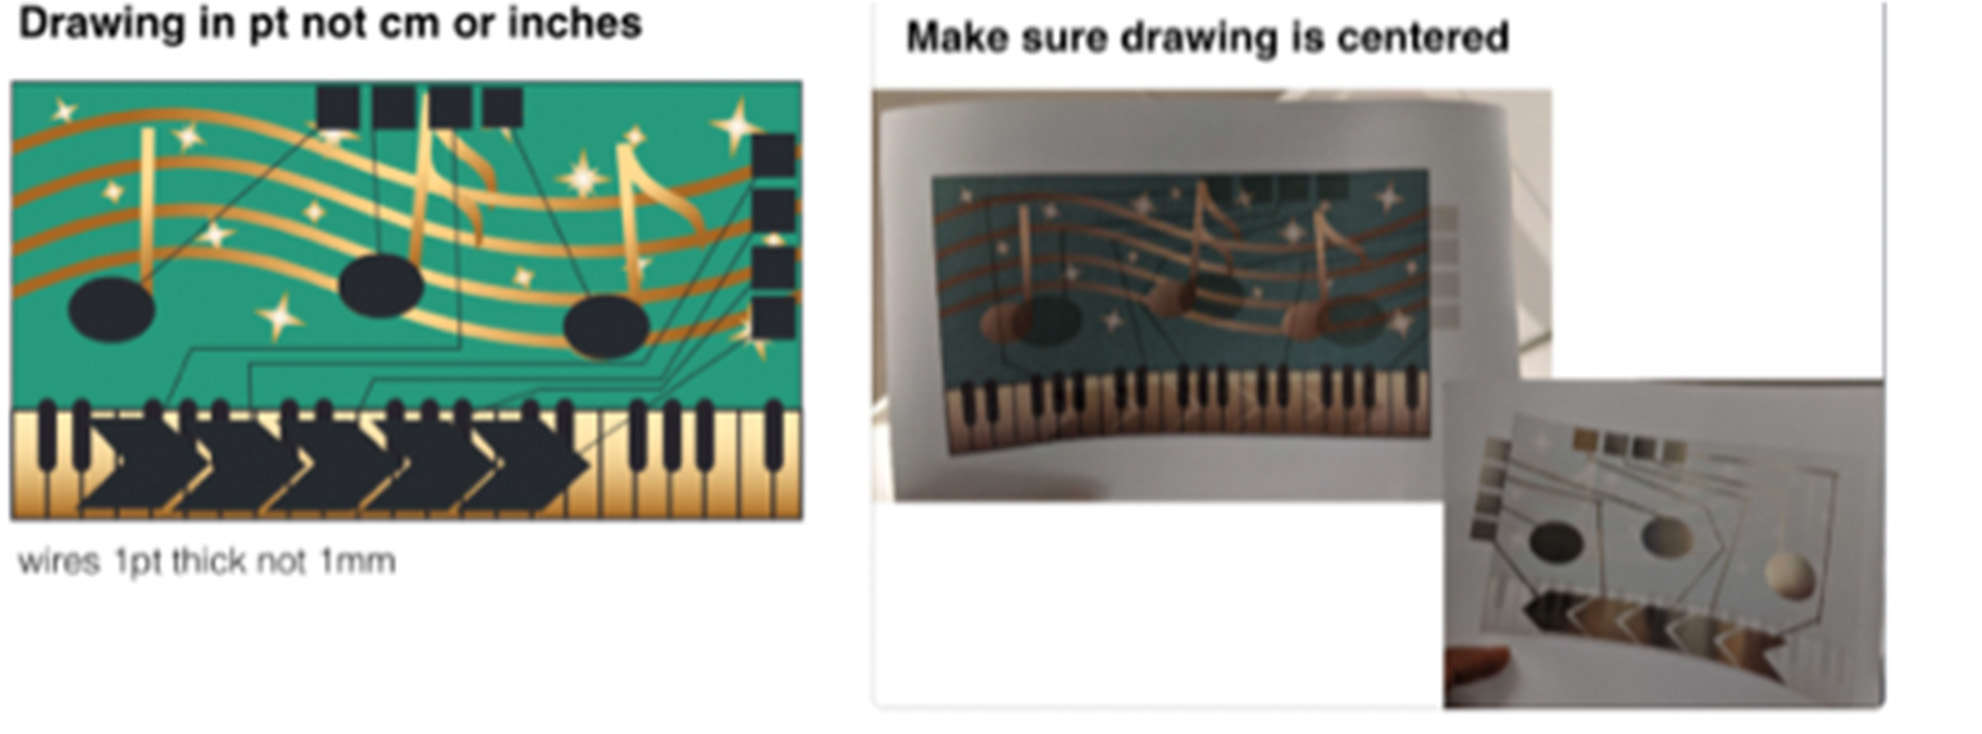 Drawing in pt not cm or inches
Make sure drawing is centered
wires 1pt thick not 1mm